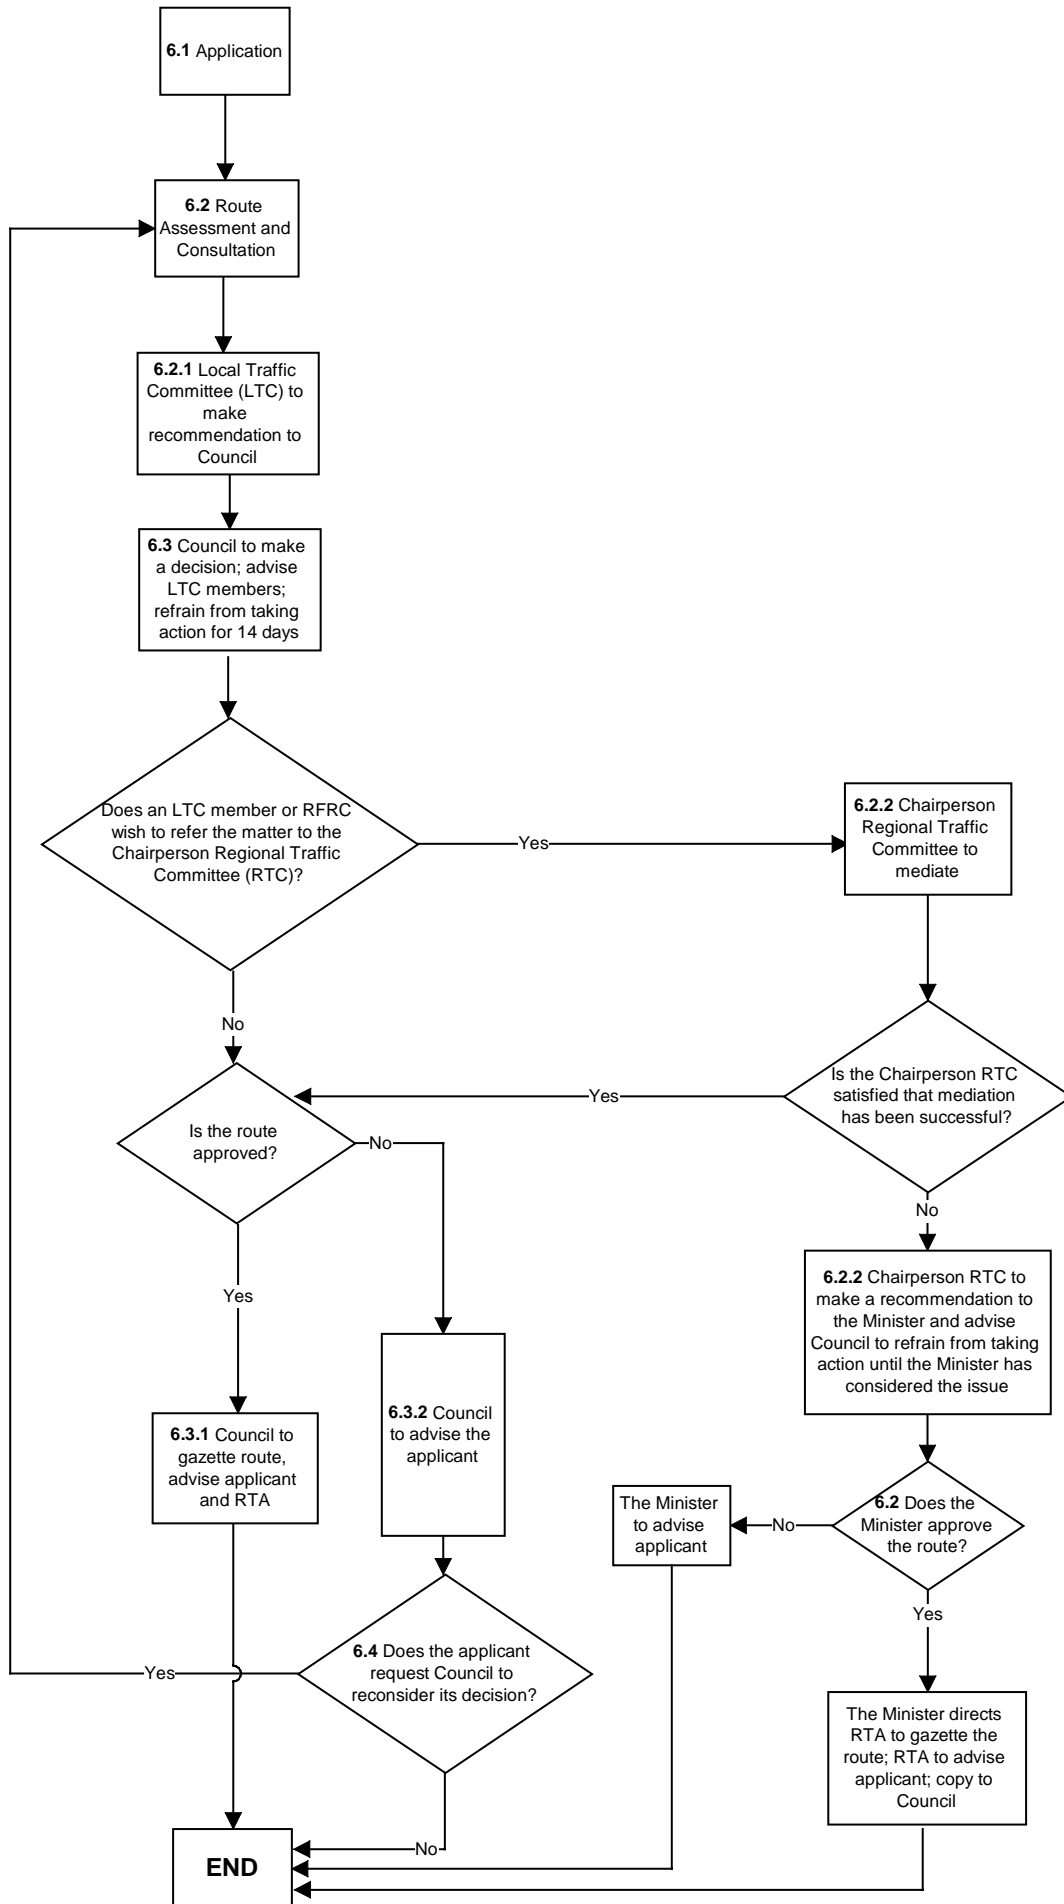 6.1 Application
6.2 Route
Assessment and
Consultation
6.2.1 Local Traffic
Committee (LTC) to
make
recommendation to
Council
6.3 Council to make
a decision; advise
LTC members;
refrain from taking
action for 14 days
Does an LTC member or RFRC
wish to refer the matter to the
Chairperson Regional Traffic
Committee (RTC)?
Yes
6.2.2 Chairperson
Regional Traffic
Committee to
mediate
No
Is the Chairperson RTC
satisfied that mediation
has been successful?
Yes
Is the route
approved?
No
No
6.2.2 Chairperson RTC to
make a recommendation to
the Minister and advise
Council to refrain from taking
action until the Minister has
considered the issue
Yes
6.3.2 Council
to advise the
applicant
6.3.1 Council to
gazette route,
advise applicant
and RTA
6.2 Does the
Minister approve
the route?
No
The Minister
to advise
applicant
Yes
6.4 Does the applicant
request Council to
reconsider its decision?
Yes
The Minister directs
RTA to gazette the
route; RTA to advise
applicant; copy to
Council
No
END